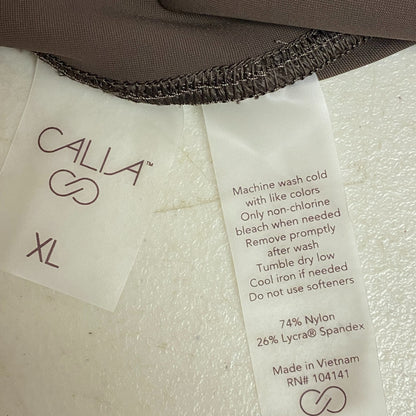 CALIA™
XL
Machine wash cold
with like colors
Only non-chlorine
bleach when needed
Remove promptly
after wash
Tumble dry low
Cool iron if needed
Do not use softeners
74% Nylon
26% Lycra® Spandex
Made in Vietnam
RN# 104141